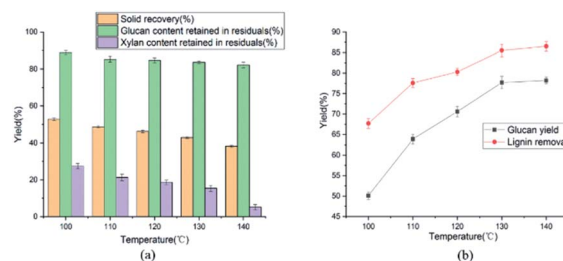 (a)
Solid recovery(%)
Glucan content retained in residuals(%)
Xylan content retained in residuals(%)
Yield(%)
100
80
60
40
20
0
100 110 120 130 140
Temperature(℃)
(a)
(b)
Yield(%)
90
85
80
75
70
65
60
55
50
45
Glucan yield
Lignin removal
100 110 120 130 140
Temperature(℃)
(b)